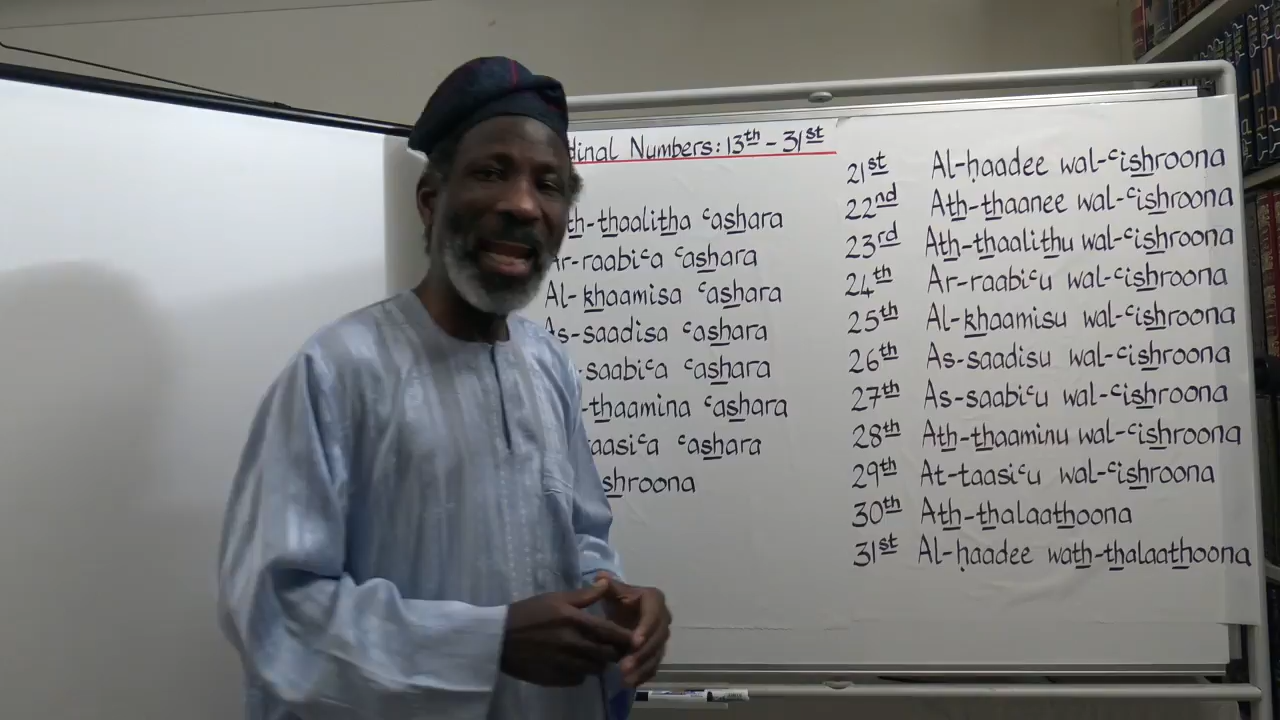 dinal Numbers: 13th - 31st
th-thaalitha ʿashara
Ar-raabiʿa ʿashara
Al-khaamisa ʿashara
As-saadisa ʿashara
-saabiʿa ʿashara
-thaamina ʿashara
taasiʿa ʿashara
shroona
21st Al-ḥaadee wal-ʿishroona
22nd Ath-thaanee wal-ʿishroona
23rd Ath-thaalithu wal-ʿishroona
24th Ar-raabiʿu wal-ʿishroona
25th Al-khaamisu wal-ʿishroona
26th As-saadisu wal-ʿishroona
27th As-saabiʿu wal-ʿishroona
28th Ath-thaaminu wal-ʿishroona
29th At-taasiʿu wal-ʿishroona
30th Ath-thalaathoona
31st Al-ḥaadee wath-thalaathoona